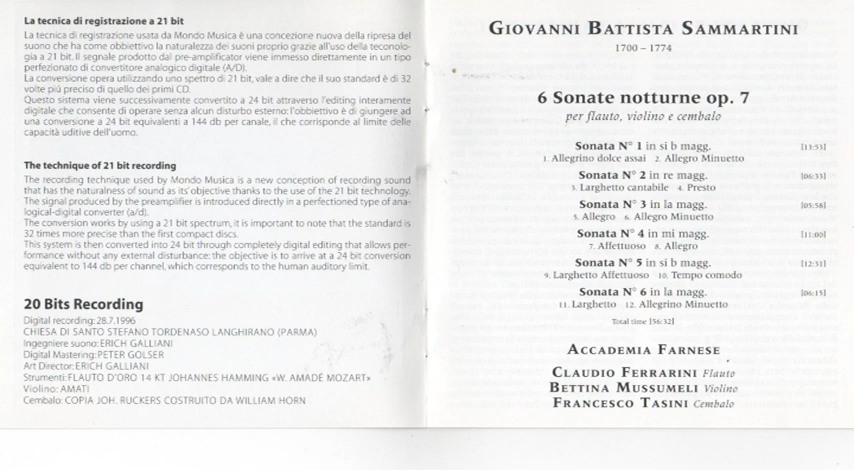 La tecnica di registrazione a 21 bit
La tecnica di registrazione usata da Mondo Musica è una concezione nuova della ripresa del
suono che ha come obbiettivo la naturalezza dei suoni proprio grazie all'uso della teconolo-
gia a 21 bit. Il segnale prodotto dal pre-amplificator viene immesso direttamente in un tipo
perfezionato di convertitore analogico digitale (A/D).
La conversione opera utilizzando uno spettro di 21 bit, vale a dire che il suo standard è di 32
volte più preciso di quello dei primi CD.
Questo sistema viene successivamente convertito a 24 bit attraverso l'editing interamente
digitale che consente di operare senza alcun disturbo esterno: l'obbiettivo è di giungere ad
una conversione a 24 bit equivalenti a 144 db per canale, il che corrisponde al limite delle
capacità uditive dell'uomo.
The technique of 21 bit recording
The recording technique used by Mondo Musica is a new conception of recording sound
that has the naturalness of sound as its' objective thanks to the use of the 21 bit technology.
The signal produced by the preamplifier is introduced directly in a perfectioned type of ana-
logical-digital converter (a/d).
The conversion works by using a 21 bit spectrum, it is important to note that the standard is
32 times more precise than the first compact discs.
This system is then converted into 24 bit through completely digital editing that allows per-
formance without any external disturbance: the objective is to arrive at a 24 bit conversion
equivalent to 144 db per channel, which corresponds to the human auditory limit.
20 Bits Recording
Digital recording: 28.7.1996
CHIESA DI SANTO STEFANO TORDENASO LANGHIRANO (PARMA)
Ingegniere suono: ERICH GALLIANI
Digital Mastering: PETER GOLSER
Art Director: ERICH GALLIANI
Strumenti: FLAUTO D'ORO 14 KT JOHANNES HAMMING «W. AMADÉ MOZART»
Violino: AMATI
Cembalo: COPIA JOH. RUCKERS COSTRUITO DA WILLIAM HORN
GIOVANNI BATTISTA SAMMARTINI
1700 – 1774
6 Sonate notturne op. 7
per flauto, violino e cembalo
Sonata N° 1 in si b magg. [13:53]
1. Allegrino dolce assai 2. Allegro Minuetto
Sonata N° 2 in re magg. [06:33]
3. Larghetto cantabile 4. Presto
Sonata N° 3 in la magg. [05:58]
5. Allegro 6. Allegro Minuetto
Sonata N° 4 in mi magg. [11:00]
7. Affettuoso 8. Allegro
Sonata N° 5 in si b magg. [12:31]
9. Larghetto Affettuoso 10. Tempo comodo
Sonata N° 6 in la magg. [06:15]
11. Larghetto 12. Allegrino Minuetto
Total time [56:32]
ACCADEMIA FARNESE
CLAUDIO FERRARINI Flauto
BETTINA MUSSUMELI Violino
FRANCESCO TASINI Cembalo